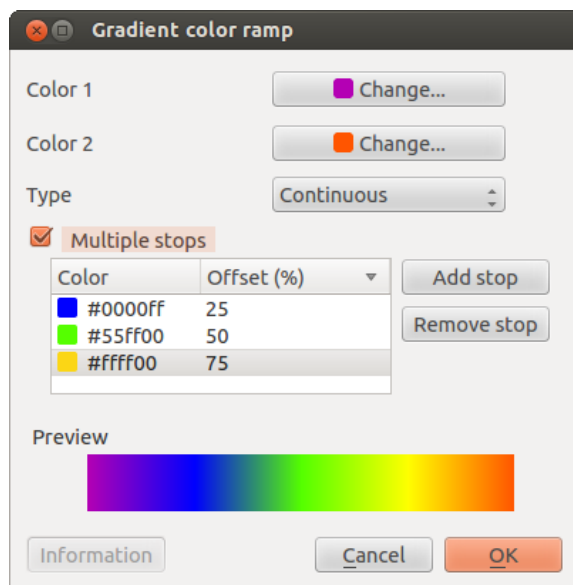 Gradient color ramp
Color 1 Change...
Color 2 Change...
Type Continuous
Multiple stops
Color Offset (%) Add stop
#0000ff 25
#55ff00 50 Remove stop
#ffff00 75
Preview
Information Cancel OK